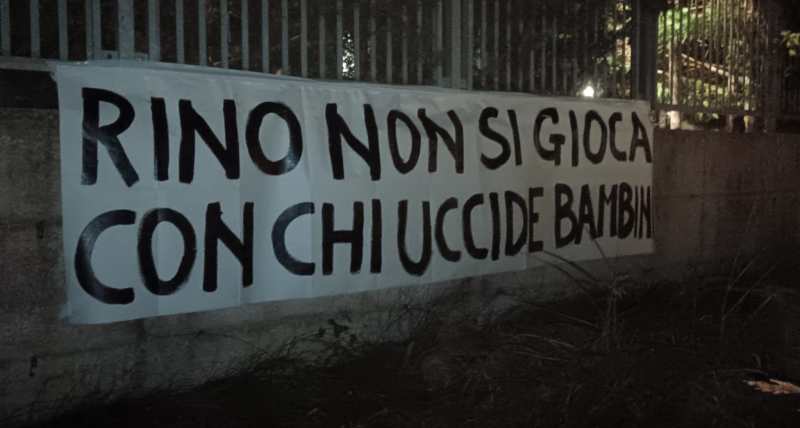 RINO NON SI GIOCA
CON CHI UCCIDE BAMBIN